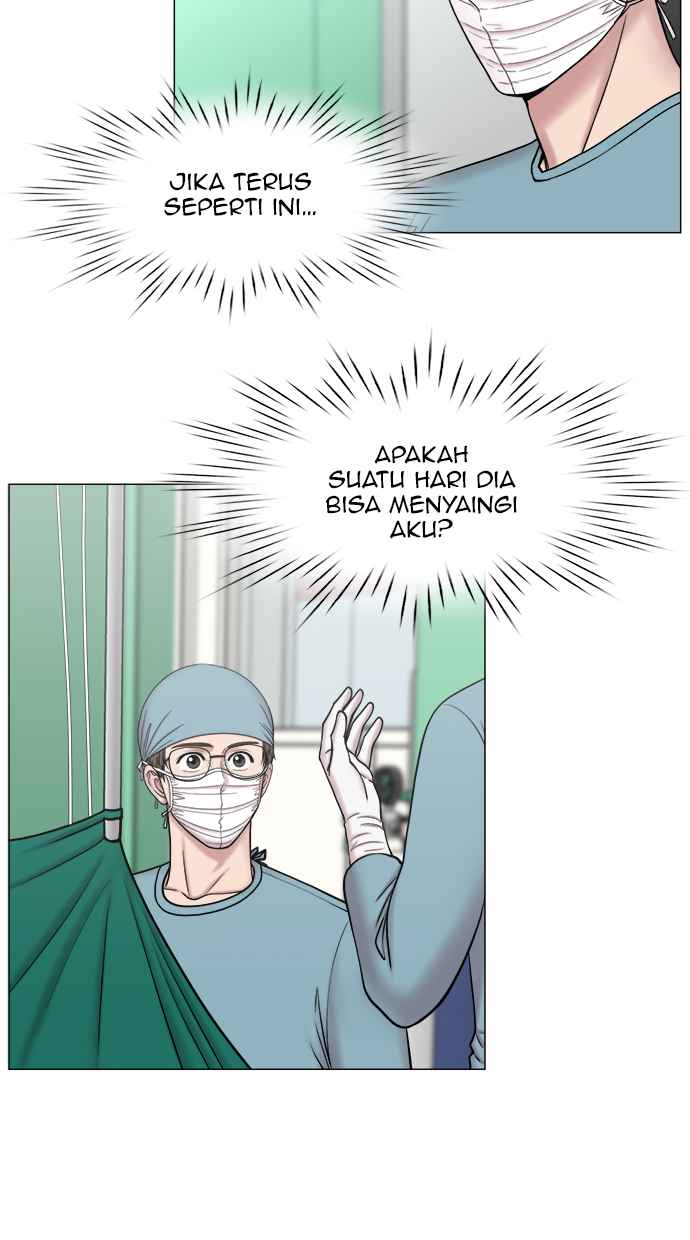 JIKA TERUS
SEPERTI INI...
APAKAH
SUATU HARI DIA
BISA MENYAINGI
AKU?